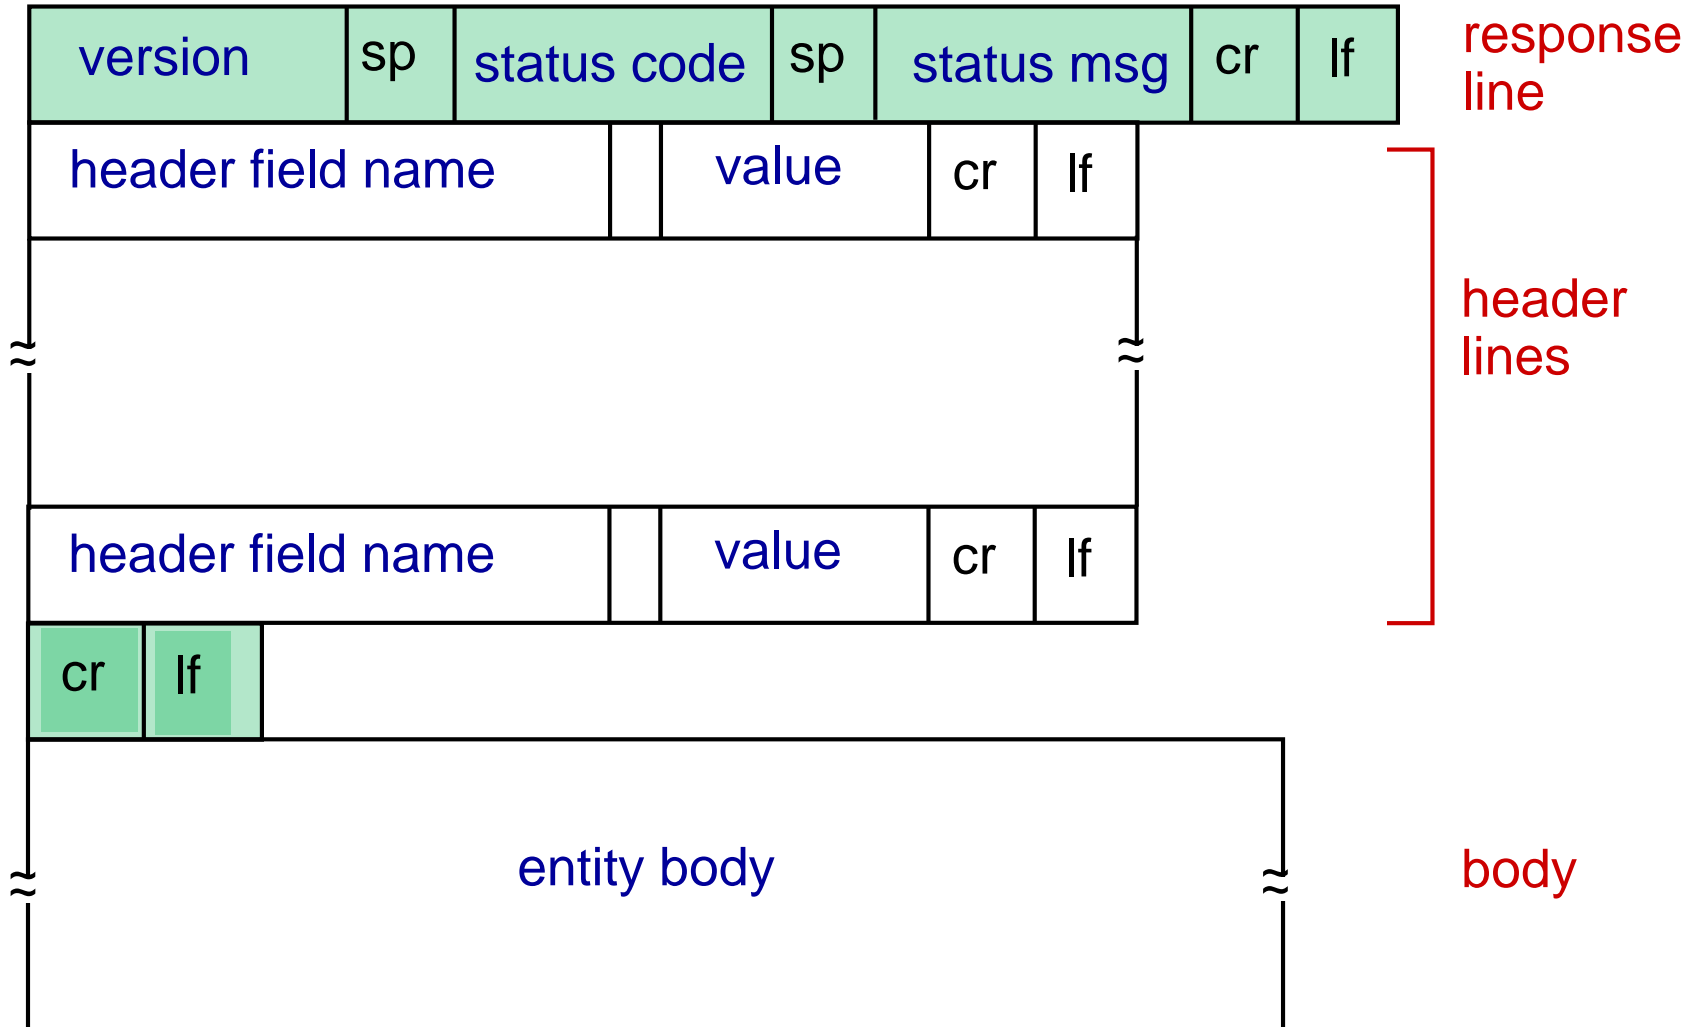 version sp status code sp status msg cr lf
response
line
header field name value cr lf
header
lines
header field name value cr lf
cr lf
entity body
body